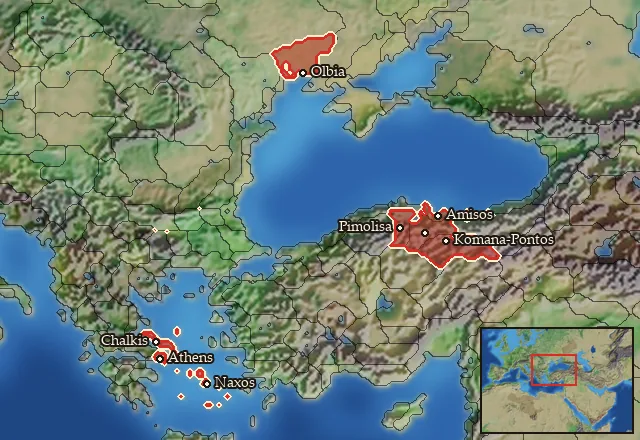 Olbia
Amisos
Pimolisa
Komana-Pontos
Chalkis
Athens
Naxos